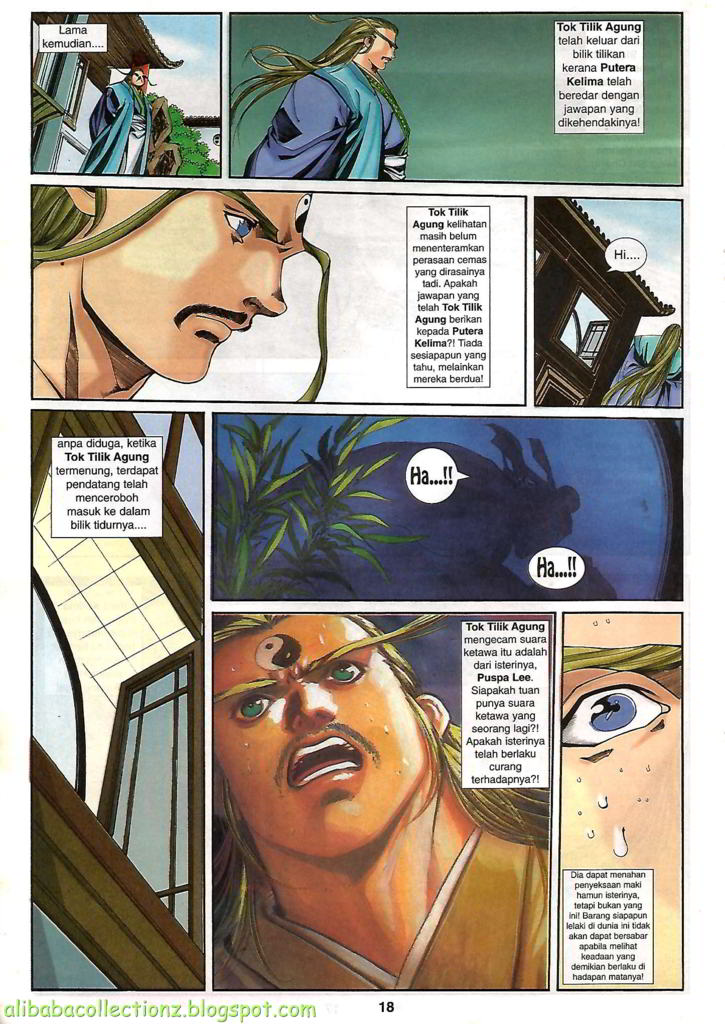 Lama
kemudian....
Tok Tilik Agung
telah keluar dari
bilik tilikan
kerana Putera
Kelima telah
beredar dengan
jawapan yang
dikehendakinya!
Tok Tilik
Agung kelihatan
masih belum
menenteramkan
perasaan cemas
yang dirasainya
tadi. Apakah
jawapan yang
telah Tok Tilik
Agung berikan
kepada Putera
Kelima?! Tiada
sesiapapun yang
tahu, melainkan
mereka berdua!
Hi....
anpa diduga, ketika
Tok Tilik Agung
termenung, terdapat
pendatang telah
menceroboh
masuk ke dalam
bilik tidurnya....
Ha...!!
Ha...!!
Tok Tilik Agung
mengecam suara
ketawa itu adalah
dari isterinya,
Puspa Lee.
Siapakah tuan
punya suara
ketawa yang
seorang lagi?!
Apakah isterinya
telah berlaku
curang
terhadapnya?!
Dia dapat menahan
penyeksaan maki
hamun isterinya,
tetapi bukan yang
ini! Barang siapapun
lelaki di dunia ini tidak
akan dapat bersabar
apabila melihat
keadaan yang
demikian berlaku di
hadapan matanya!
18
alibabacollectionz.blogspot.com